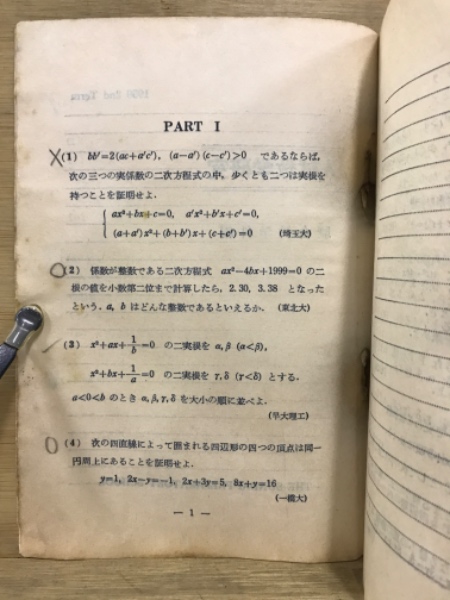 PART I
(1) bb′=2(ac+a′c′), (a−a′)(c−c′)>0 であるならば,
次の三つの実係数の二次方程式の中, 少くとも二つは実根を
持つことを証明せよ.
ax²+bx+c=0, a′x²+b′x+c′=0,
(a+a′)x²+(b+b′)x+(c+c′)=0 (埼玉大)
(2) 係数が整数である二次方程式 ax²−4bx+1999=0 の二
根の値を小数第二位まで計算したら, 2.30, 3.38 となった
という. a, b はどんな整数であるといえるか. (東北大)
(3) x²+ax+1/b=0 の二実根を α, β (α<β),
x²+bx+1/a=0 の二実根を γ, δ (γ<δ) とする.
a<0<b のとき α, β, γ, δ を大小の順に並べよ.
(早大理工)
(4) 次の四直線によって囲まれる四辺形の四つの頂点は同一
円周上にあることを証明せよ.
y=1, 2x−y=−1, 2x+3y=5, 8x+y=16
(一橋大)
— 1 —